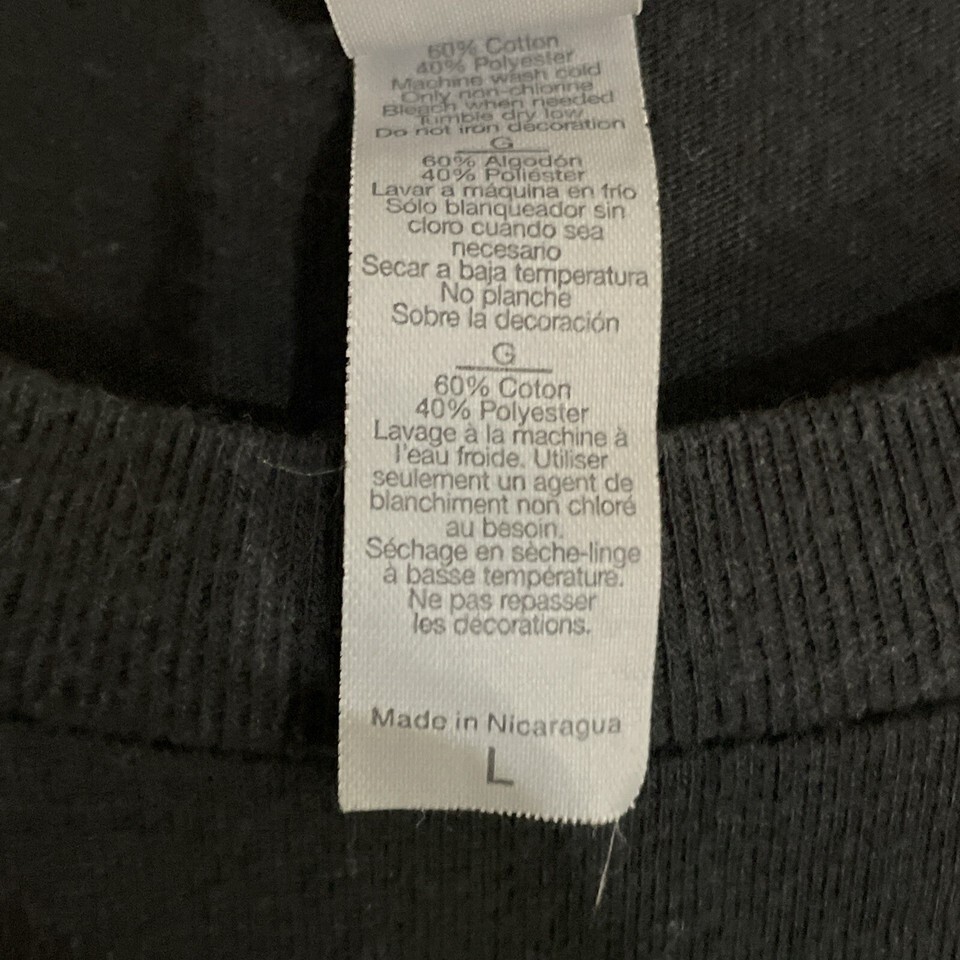 60% Cotton
40% Polyester
Machine wash cold
Only non-chlorine
Bleach when needed
Tumble dry low
Do not iron decoration
G
60% Algodón
40% Poliéster
Lavar a máquina en frio
Sólo blanqueador sin
cloro cuando sea
necesario
Secar a baja temperatura
No planche
Sobre la decoración
G
60% Coton
40% Polyester
Lavage à la machine à
l'eau froide. Utiliser
seulement un agent de
blanchiment non chloré
au besoin.
Séchage en sèche-linge
à basse température.
Ne pas repasser
les décorations.
Made in Nicaragua
L